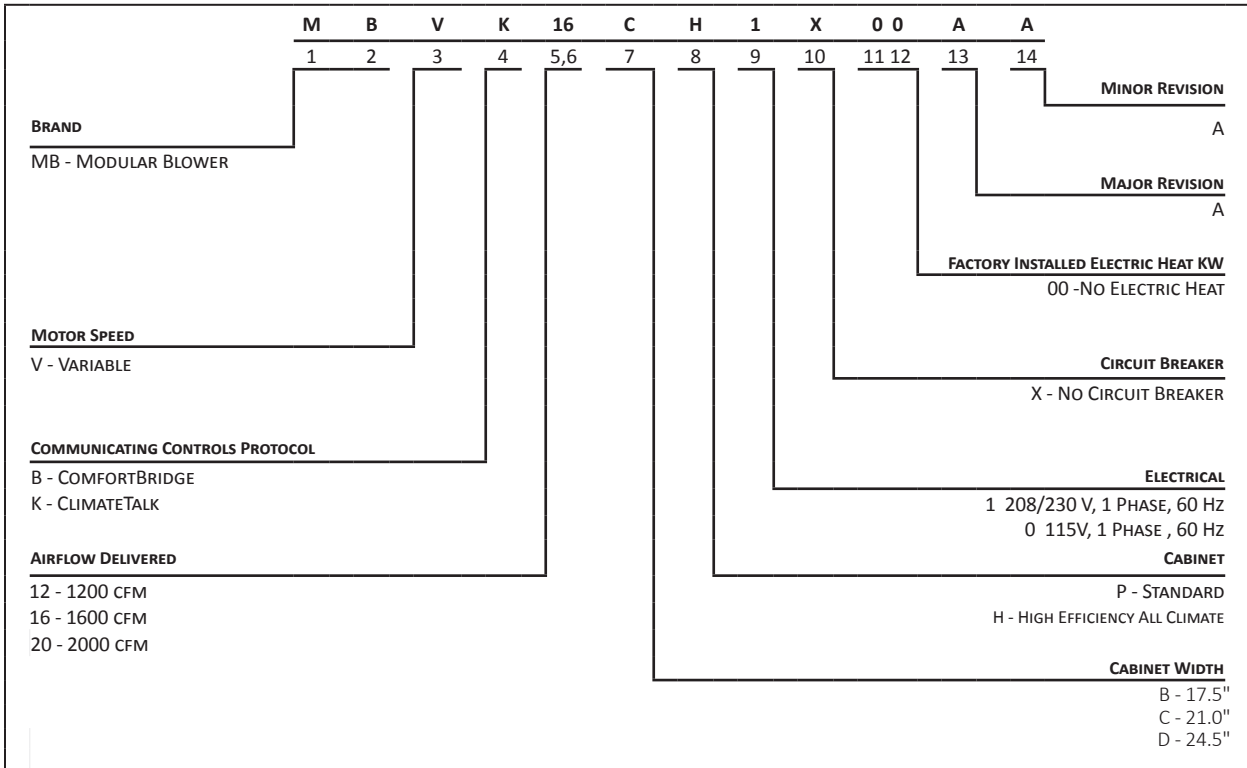 M B V K 16 C H 1 X 0 0 A A
1 2 3 4 5,6 7 8 9 10 11 12 13 14
MINOR REVISION
A
BRAND
MB - MODULAR BLOWER
MAJOR REVISION
A
FACTORY INSTALLED ELECTRIC HEAT KW
00 -NO ELECTRIC HEAT
MOTOR SPEED
V - VARIABLE
CIRCUIT BREAKER
X - NO CIRCUIT BREAKER
COMMUNICATING CONTROLS PROTOCOL
B - COMFORTBRIDGE
K - CLIMATETALK
ELECTRICAL
1 208/230 V, 1 PHASE, 60 HZ
0 115V, 1 PHASE , 60 HZ
AIRFLOW DELIVERED
12 - 1200 CFM
16 - 1600 CFM
20 - 2000 CFM
CABINET
P - STANDARD
H - HIGH EFFICIENCY ALL CLIMATE
CABINET WIDTH
B - 17.5"
C - 21.0"
D - 24.5"